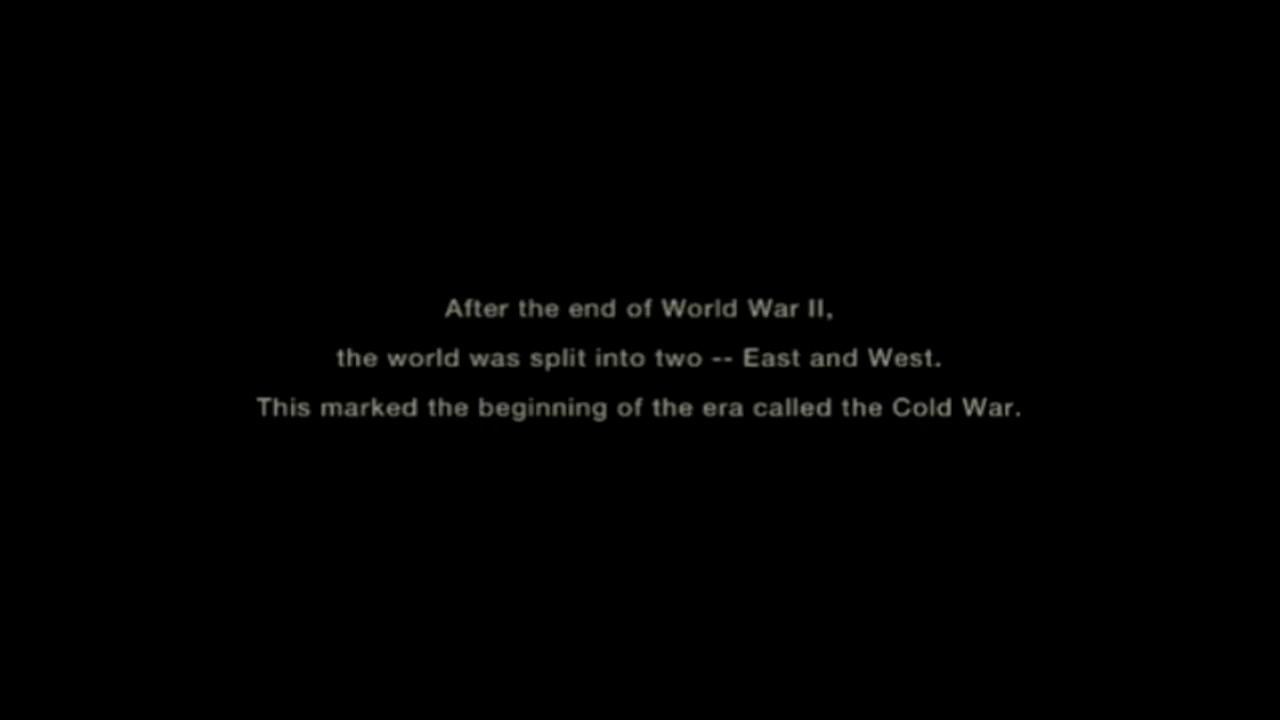 After the end of World War II,
the world was split into two -- East and West.
This marked the beginning of the era called the Cold War.